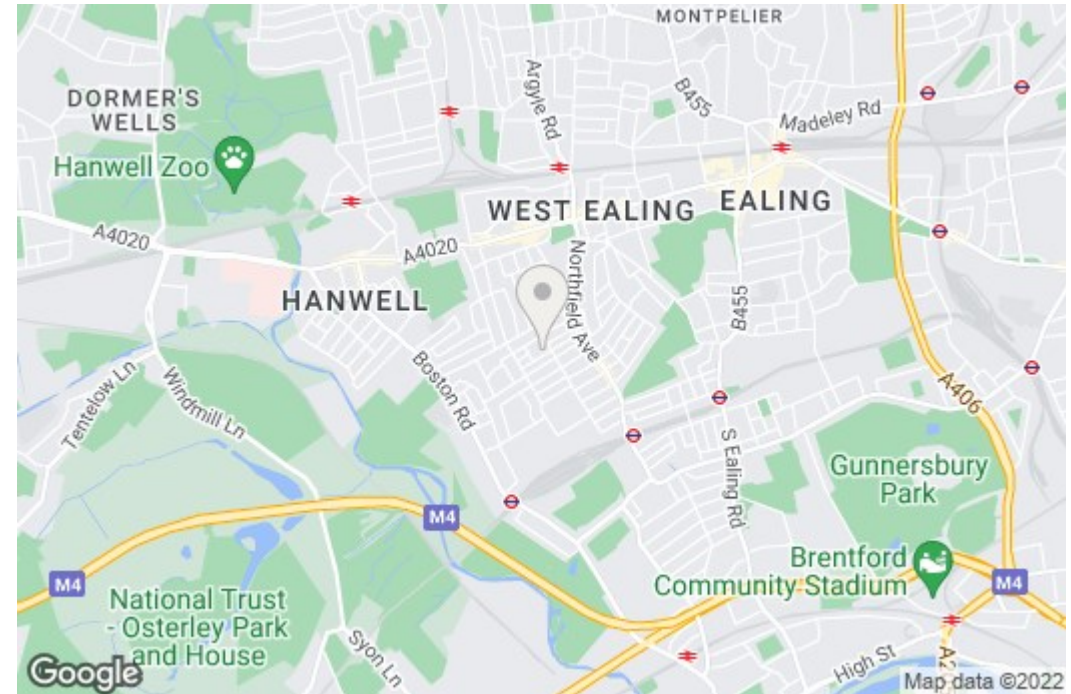 MONTPELIER
DORMER'S
WELLS
Argyle Rd
B455
Madeley Rd
Hanwell Zoo
WEST EALING
EALING
A4020
A4020
Northfield Ave
HANWELL
B455
Boston Rd
Tentelow Ln
Windmill Ln
A406
S Ealing Rd
Gunnersbury
Park
M4
Brentford
Community Stadium
M4
M4
National Trust
- Osterley Park
and House
Syon Ln
High St
Google
Map data ©2022